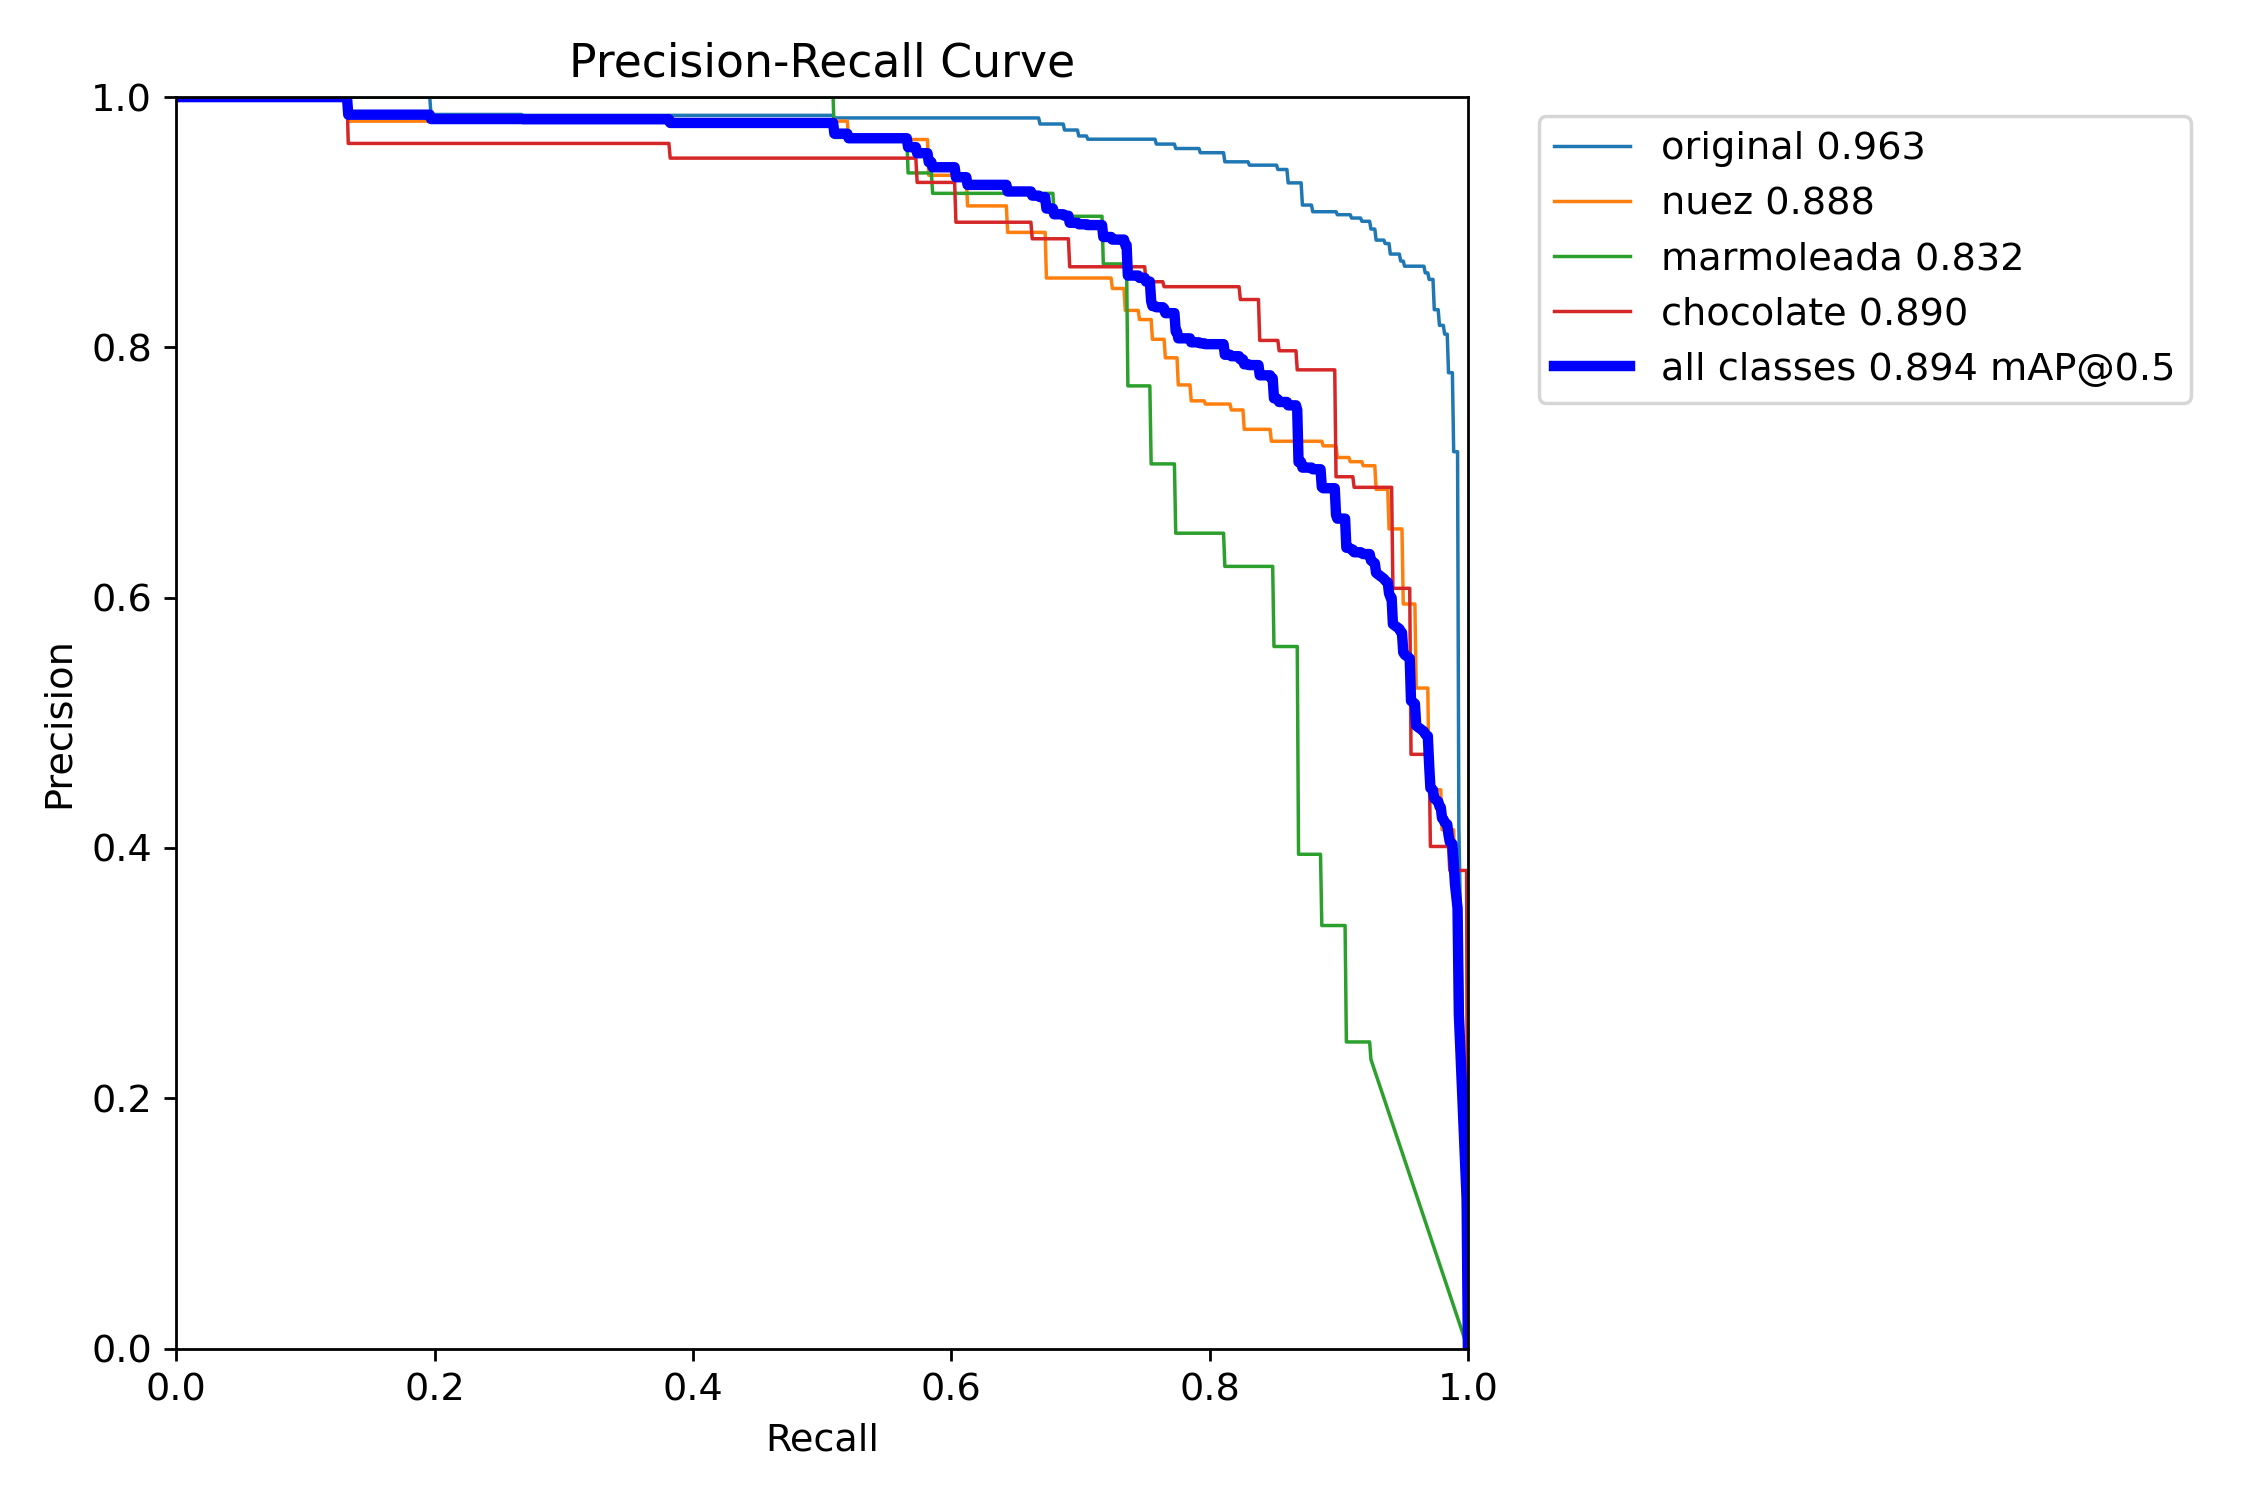 Precision-Recall Curve
1.0
0.8
0.6
0.4
0.2
0.0
Precision
0.0 0.2 0.4 0.6 0.8 1.0
Recall
original 0.963
nuez 0.888
marmoleada 0.832
chocolate 0.890
all classes 0.894 mAP@0.5